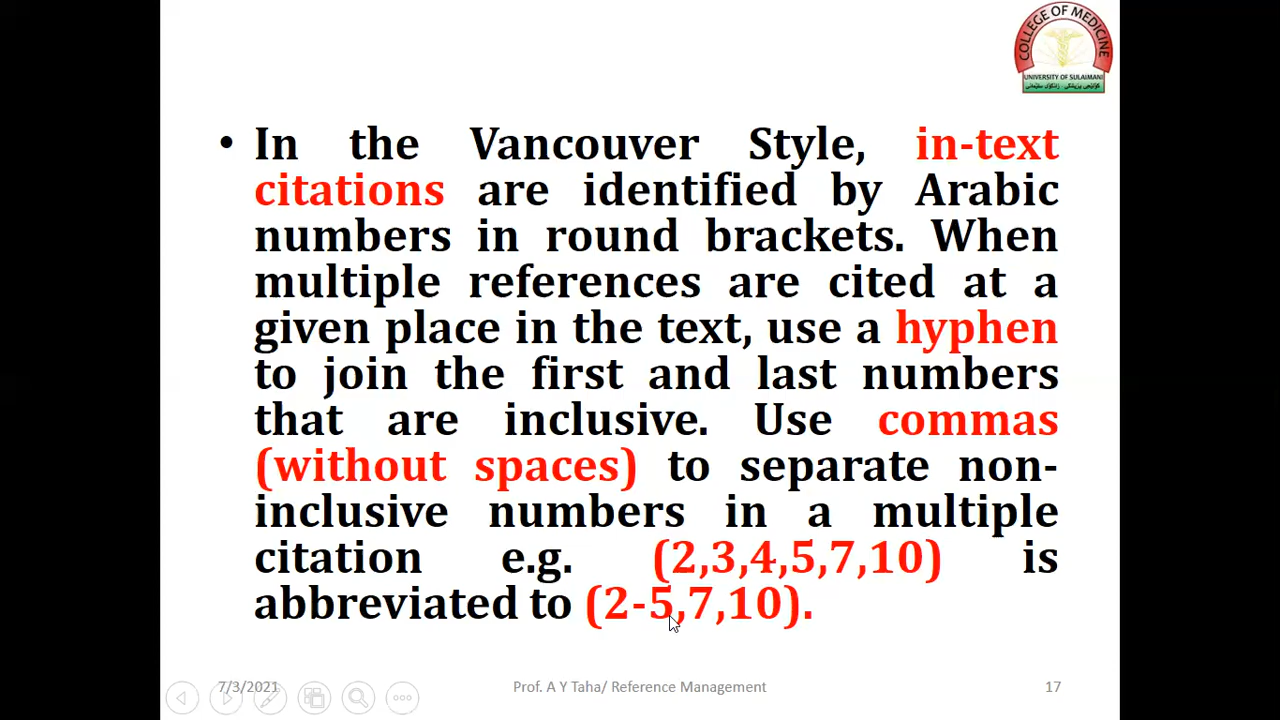 COLLEGE OF MEDICINE
UNIVERSITY OF SULAIMANI
• In the Vancouver Style, in-text
citations are identified by Arabic
numbers in round brackets. When
multiple references are cited at a
given place in the text, use a hyphen
to join the first and last numbers
that are inclusive. Use commas
(without spaces) to separate non-
inclusive numbers in a multiple
citation e.g. (2,3,4,5,7,10) is
abbreviated to (2-5,7,10).
7/3/2021 Prof. A Y Taha/ Reference Management 17